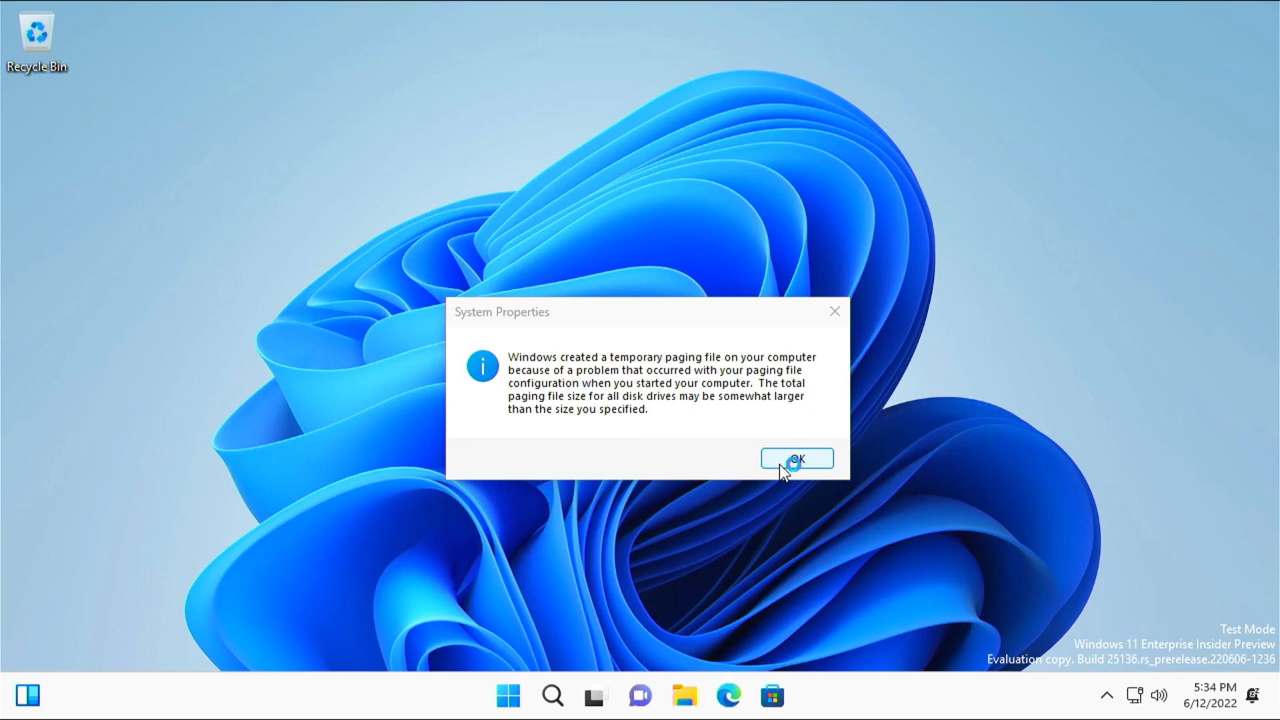 Recycle Bin
System Properties
Windows created a temporary paging file on your computer
because of a problem that occurred with your paging file
configuration when you started your computer.  The total
paging file size for all disk drives may be somewhat larger
than the size you specified.
OK
Test Mode
Windows 11 Enterprise Insider Preview
Evaluation copy. Build 25136.rs_prerelease.220606-1236
5:34 PM
6/12/2022